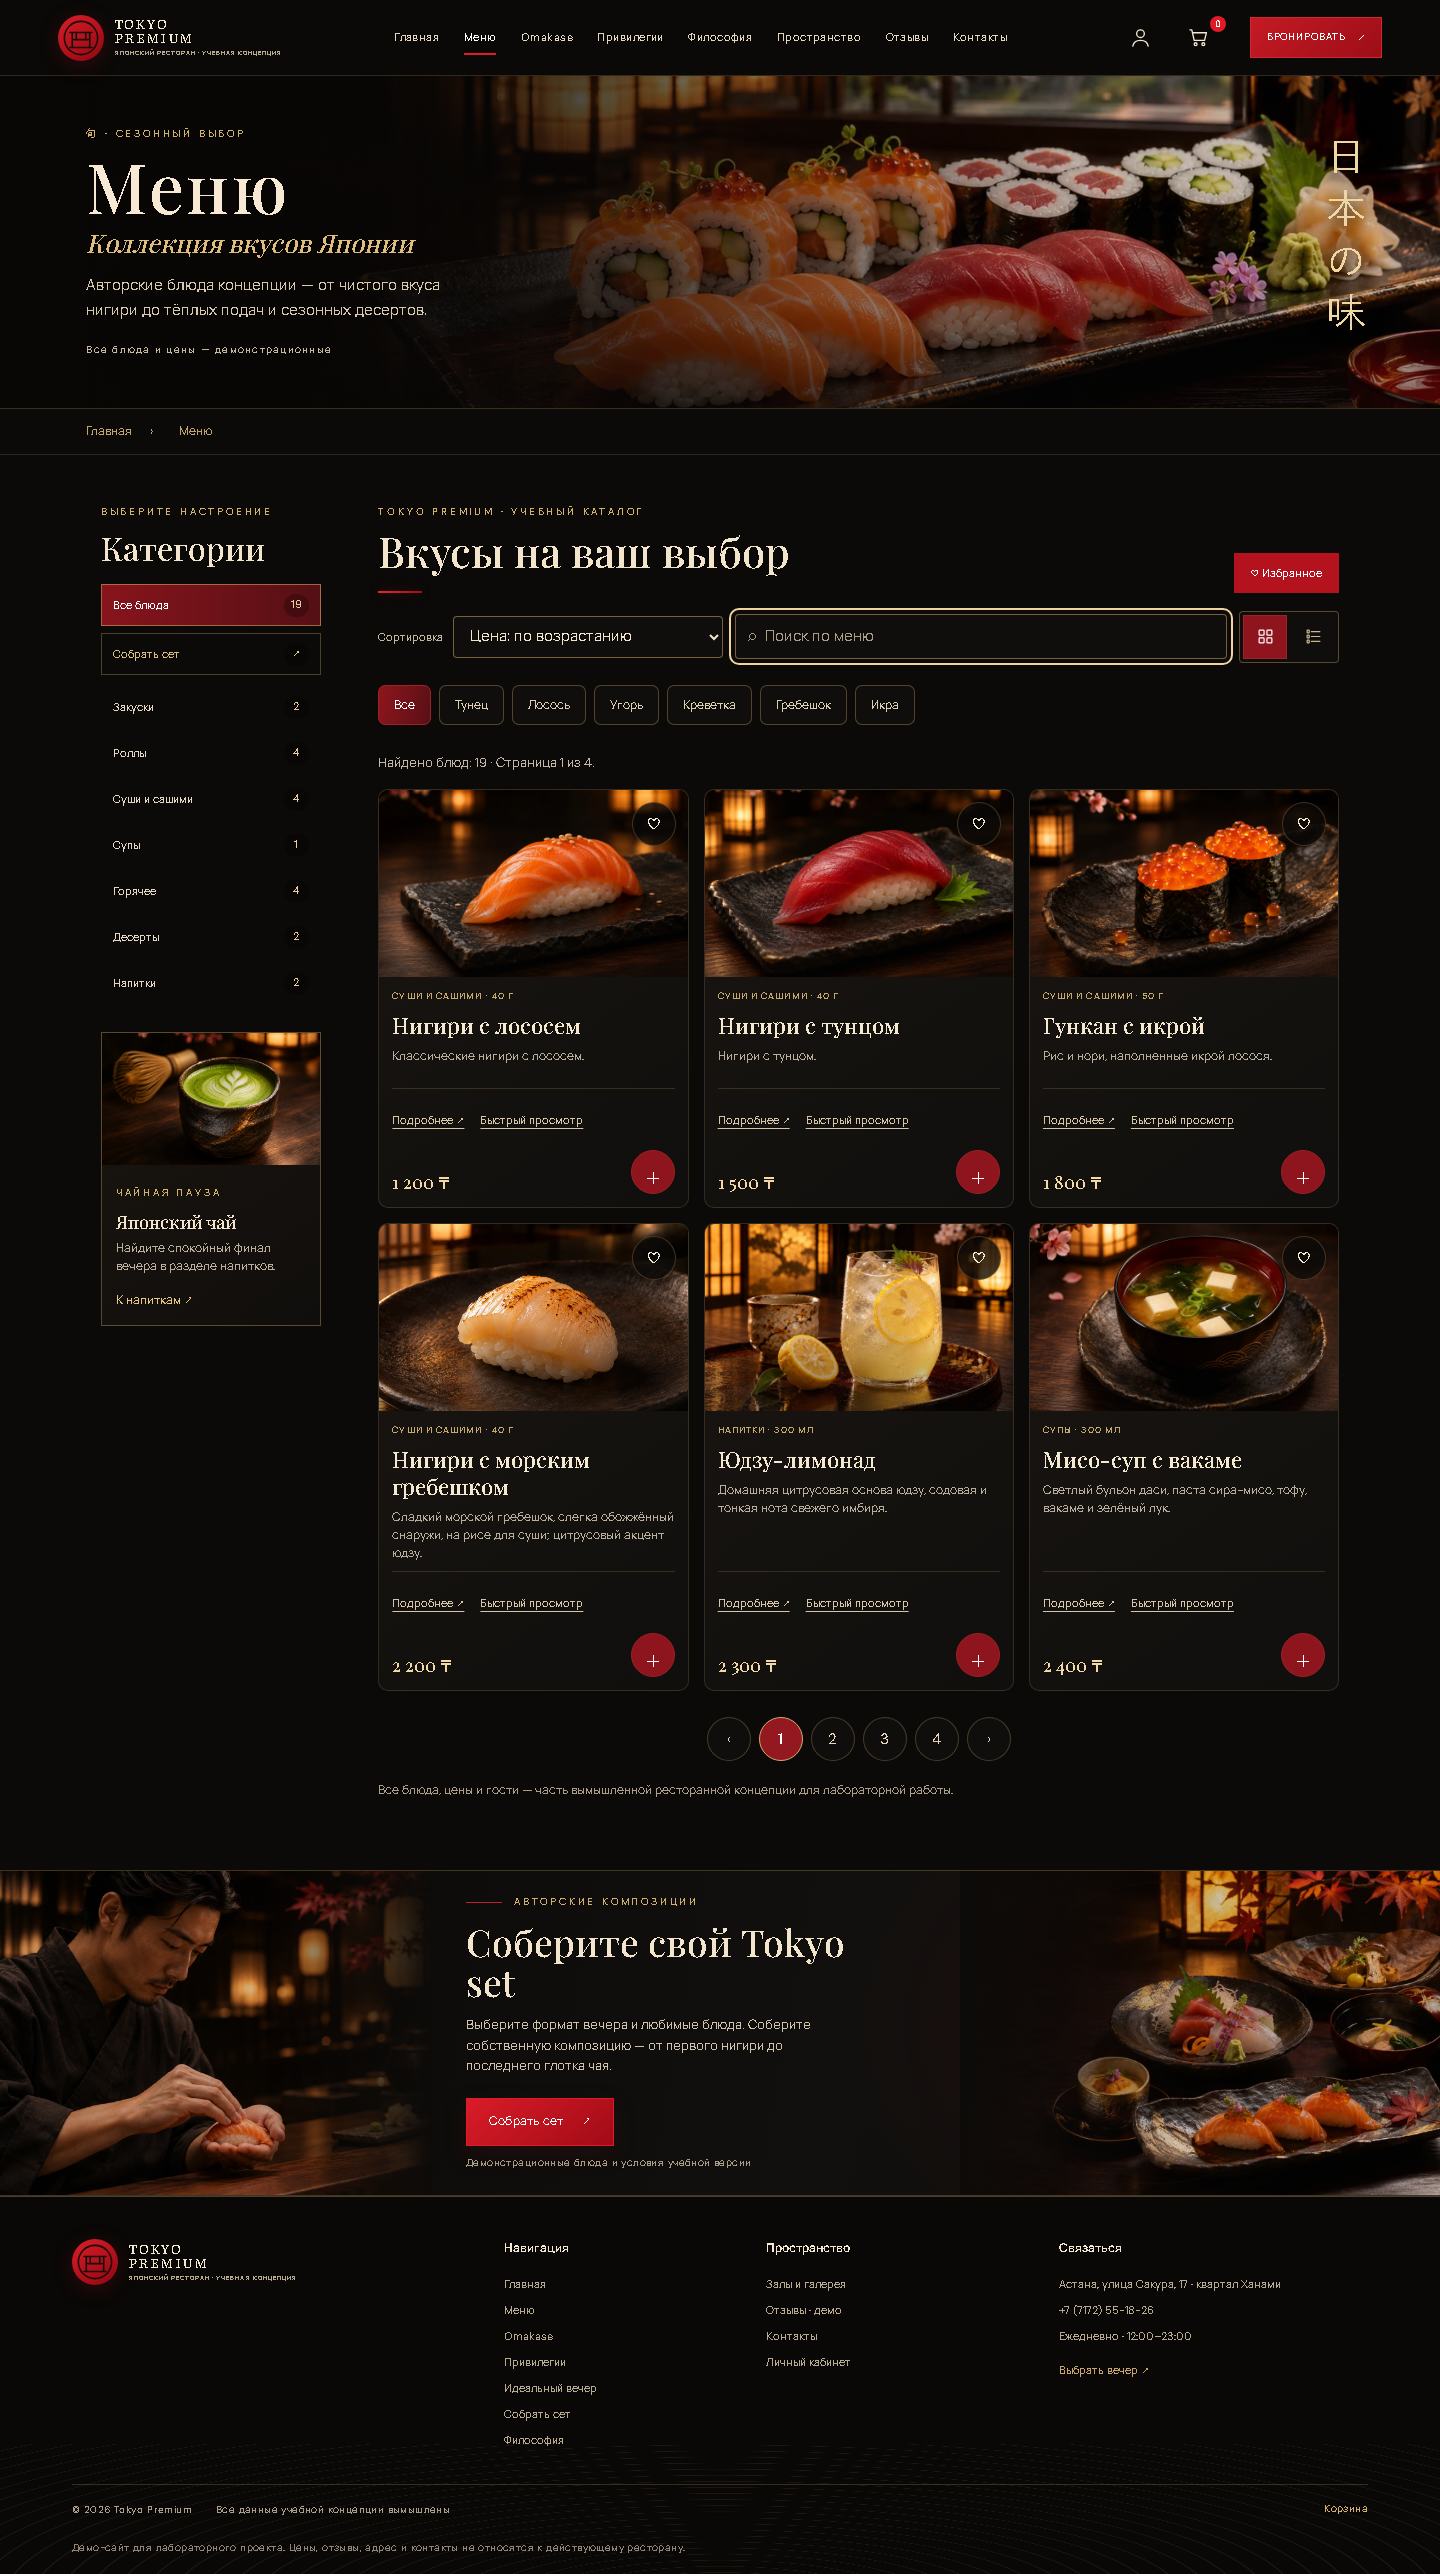 TOKYO
PREMIUM
ЯПОНСКИЙ РЕСТОРАН · УЧЕБНАЯ КОНЦЕПЦИЯ
Главная
Меню
Omakase
Привилегии
Философия
Пространство
Отзывы
Контакты
0
БРОНИРОВАТЬ ↗
旬 · СЕЗОННЫЙ ВЫБОР
Меню
Коллекция вкусов Японии
Авторские блюда концепции — от чистого вкуса
нигири до тёплых подач и сезонных десертов.
Все блюда и цены — демонстрационные
日本の味
Главная › Меню
ВЫБЕРИТЕ НАСТРОЕНИЕ
Категории
Все блюда 19
Собрать сет ↗
Закуски 2
Роллы 4
Суши и сашими 4
Супы 1
Горячее 4
Десерты 2
Напитки 2
ЧАЙНАЯ ПАУЗА
Японский чай
Найдите спокойный финал
вечера в разделе напитков.
К напиткам ↗
TOKYO PREMIUM · УЧЕБНЫЙ КАТАЛОГ
Вкусы на ваш выбор
♡ Избранное
Сортировка
Цена: по возрастанию
⌕ Поиск по меню
Все
Тунец
Лосось
Угорь
Креветка
Гребешок
Икра
Найдено блюд: 19 · Страница 1 из 4.
СУШИ И САШИМИ · 40 Г
Нигири с лососем
Классические нигири с лососем.
Подробнее ↗ Быстрый просмотр
1 200 ₸ +
СУШИ И САШИМИ · 40 Г
Нигири с тунцом
Нигири с тунцом.
Подробнее ↗ Быстрый просмотр
1 500 ₸ +
СУШИ И САШИМИ · 50 Г
Гункан с икрой
Рис и нори, наполненные икрой лосося.
Подробнее ↗ Быстрый просмотр
1 800 ₸ +
СУШИ И САШИМИ · 40 Г
Нигири с морским
гребешком
Сладкий морской гребешок, слегка обожжённый
снаружи, на рисе для суши; цитрусовый акцент
юдзу.
Подробнее ↗ Быстрый просмотр
2 200 ₸ +
НАПИТКИ · 300 МЛ
Юдзу-лимонад
Домашняя цитрусовая основа юдзу, содовая и
тонкая нота свежего имбиря.
Подробнее ↗ Быстрый просмотр
2 300 ₸ +
СУПЫ · 300 МЛ
Мисо-суп с вакаме
Светлый бульон даси, паста сиро-мисо, тофу,
вакаме и зелёный лук.
Подробнее ↗ Быстрый просмотр
2 400 ₸ +
‹ 1 2 3 4 ›
Все блюда, цены и гости — часть вымышленной ресторанной концепции для лабораторной работы.
АВТОРСКИЕ КОМПОЗИЦИИ
Соберите свой Tokyo
set
Выберите формат вечера и любимые блюда. Соберите
собственную композицию — от первого нигири до
последнего глотка чая.
Собрать сет ↗
Демонстрационные блюда и условия учебной версии
TOKYO
PREMIUM
ЯПОНСКИЙ РЕСТОРАН · УЧЕБНАЯ КОНЦЕПЦИЯ
Навигация
Главная
Меню
Omakase
Привилегии
Идеальный вечер
Собрать сет
Философия
Пространство
Залы и галерея
Отзывы · демо
Контакты
Личный кабинет
Связаться
Астана, улица Сакура, 17 · квартал Ханами
+7 (7172) 55-18-26
Ежедневно · 12:00–23:00
Выбрать вечер ↗
© 2026 Tokyo Premium
Все данные учебной концепции вымышлены
Корзина
Демо-сайт для лабораторного проекта. Цены, отзывы, адрес и контакты не относятся к действующему ресторану.